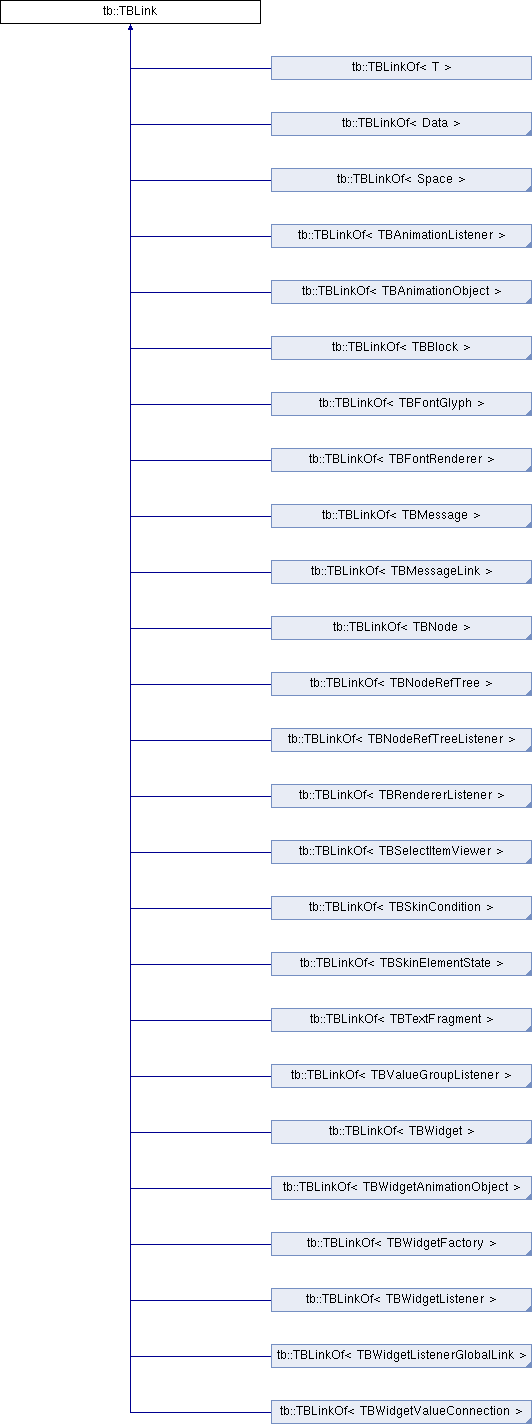 tb::TBLink
tb::TBLinkOf< T >
tb::TBLinkOf< Data >
tb::TBLinkOf< Space >
tb::TBLinkOf< TBAnimationListener >
tb::TBLinkOf< TBAnimationObject >
tb::TBLinkOf< TBBlock >
tb::TBLinkOf< TBFontGlyph >
tb::TBLinkOf< TBFontRenderer >
tb::TBLinkOf< TBMessage >
tb::TBLinkOf< TBMessageLink >
tb::TBLinkOf< TBNode >
tb::TBLinkOf< TBNodeRefTree >
tb::TBLinkOf< TBNodeRefTreeListener >
tb::TBLinkOf< TBRendererListener >
tb::TBLinkOf< TBSelectItemViewer >
tb::TBLinkOf< TBSkinCondition >
tb::TBLinkOf< TBSkinElementState >
tb::TBLinkOf< TBTextFragment >
tb::TBLinkOf< TBValueGroupListener >
tb::TBLinkOf< TBWidget >
tb::TBLinkOf< TBWidgetAnimationObject >
tb::TBLinkOf< TBWidgetFactory >
tb::TBLinkOf< TBWidgetListener >
tb::TBLinkOf< TBWidgetListenerGlobalLink >
tb::TBLinkOf< TBWidgetValueConnection >